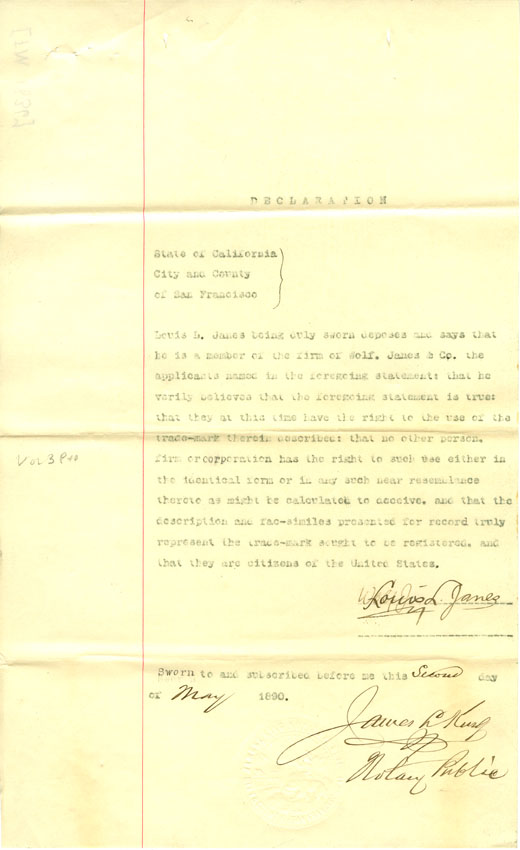 DECLARATION
State of California
City and County
of San Francisco
Louis L. Janes being duly sworn deposes and says that
he is a member of the firm of Wolf, Janes & Co. the
applicants named in the foregoing statement; that he
verily believes that the foregoing statement is true;
that they at this time have the right to the use of the
trade-mark therein described; that no other person,
firm orcorporation has the right to such use either in
the identical form or in any such near resemblance
thereto as might be calculated to deceive, and that the
description and fac-similes presented for record truly
represent the trade-mark sought to be registered, and
that they are citizens of the United States.
Vol 3 P
Louis L. Janes
Sworn to and subscribed before me this Second day
of May 1890.
James L. King
Notary Public